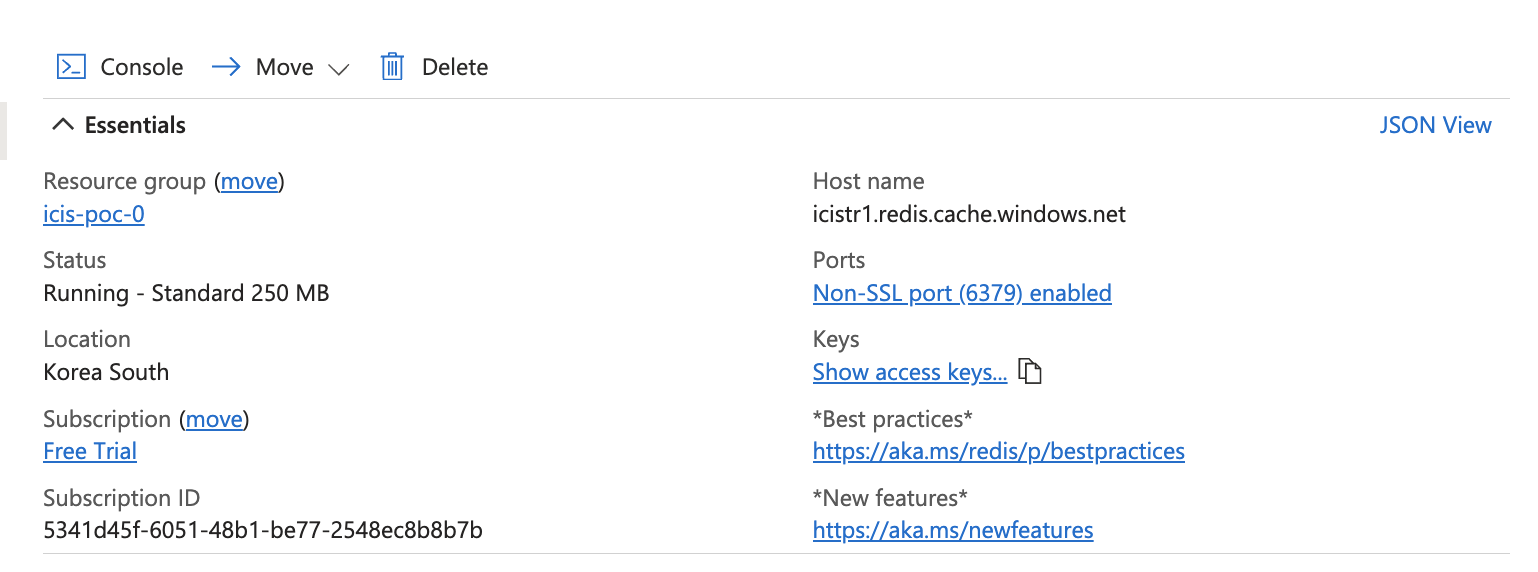 Console Move Delete
Essentials
JSON View
Resource group (move)
icis-poc-0
Status
Running - Standard 250 MB
Location
Korea South
Subscription (move)
Free Trial
Subscription ID
5341d45f-6051-48b1-be77-2548ec8b8b7b
Host name
icistr1.redis.cache.windows.net
Ports
Non-SSL port (6379) enabled
Keys
Show access keys...
*Best practices*
https://aka.ms/redis/p/bestpractices
*New features*
https://aka.ms/newfeatures